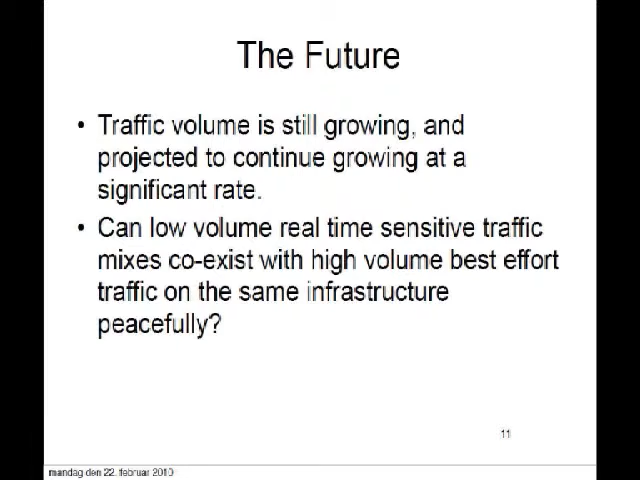 The Future
• Traffic volume is still growing, and
projected to continue growing at a
significant rate.
• Can low volume real time sensitive traffic
mixes co-exist with high volume best effort
traffic on the same infrastructure
peacefully?
11
mandag den 22. februar 2010